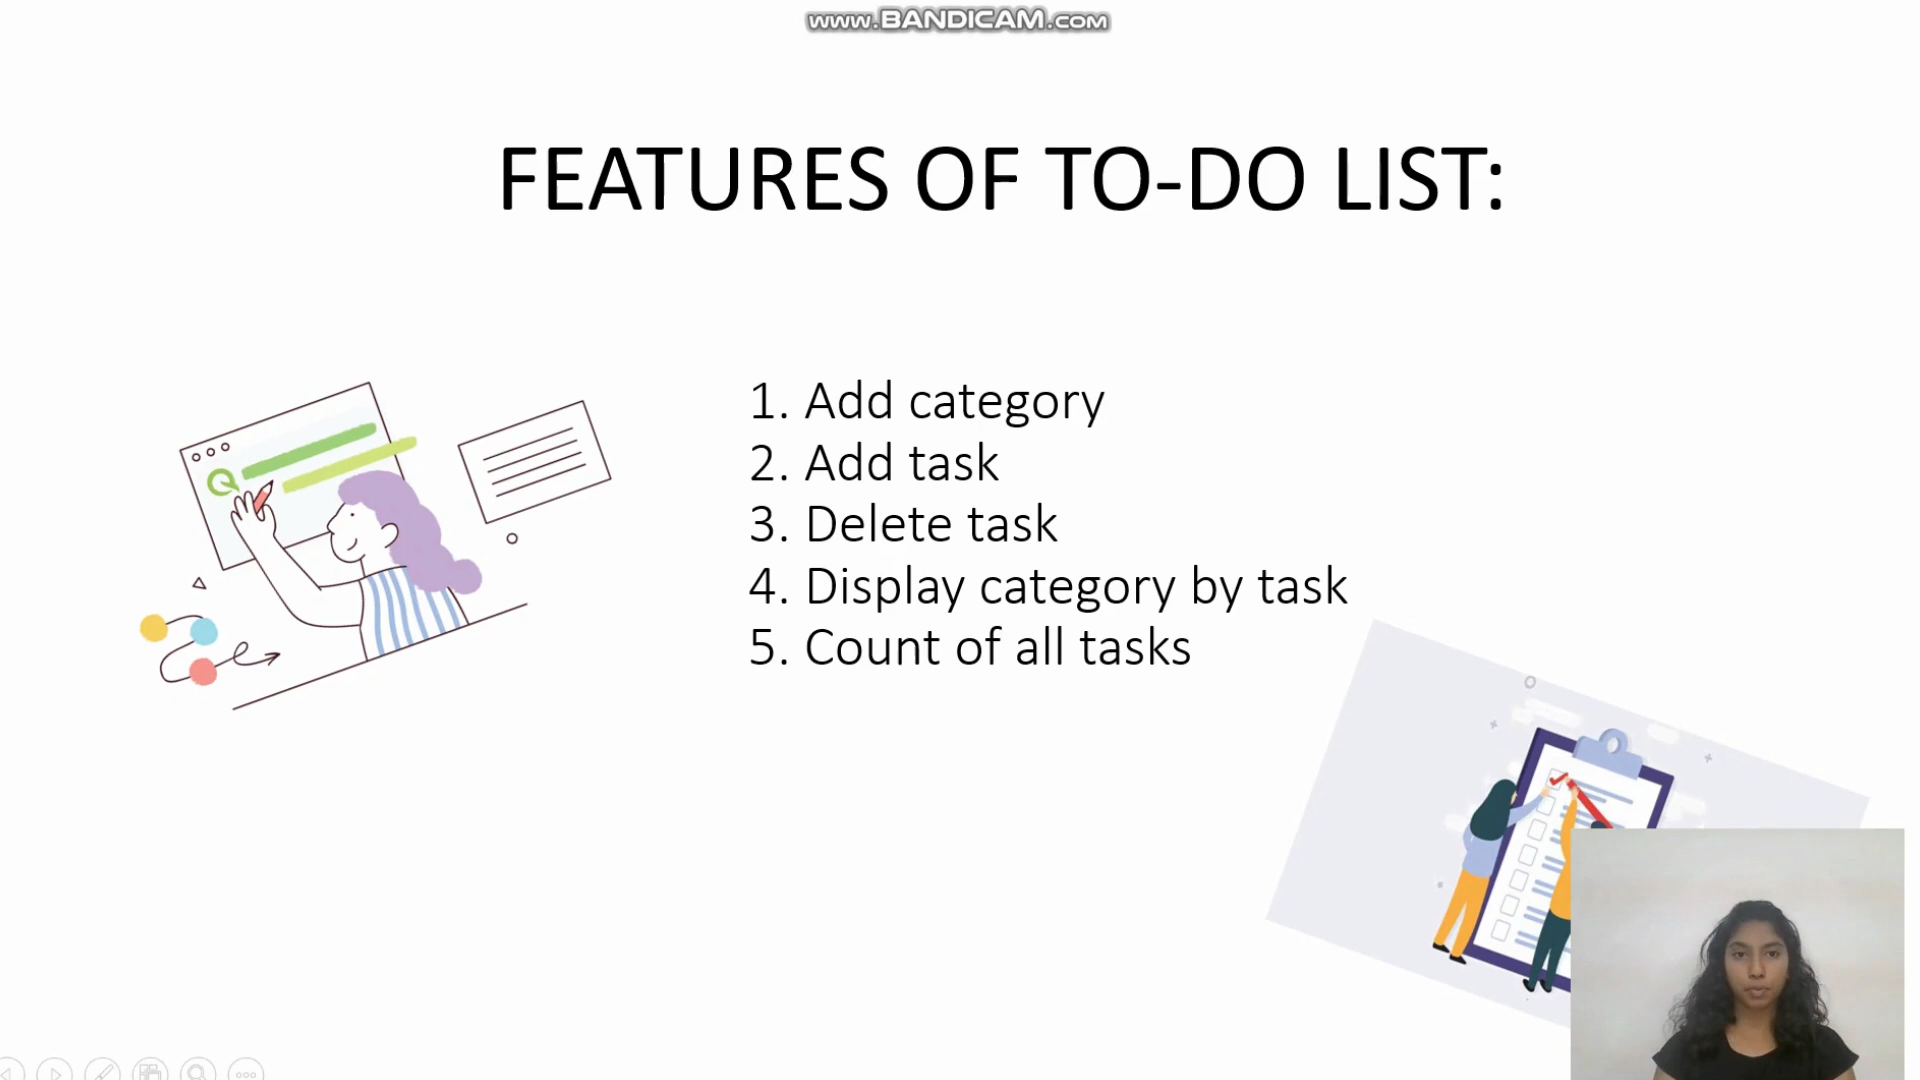 www.BANDICAM.com
FEATURES OF TO-DO LIST:
1. Add category
2. Add task
3. Delete task
4. Display category by task
5. Count of all tasks